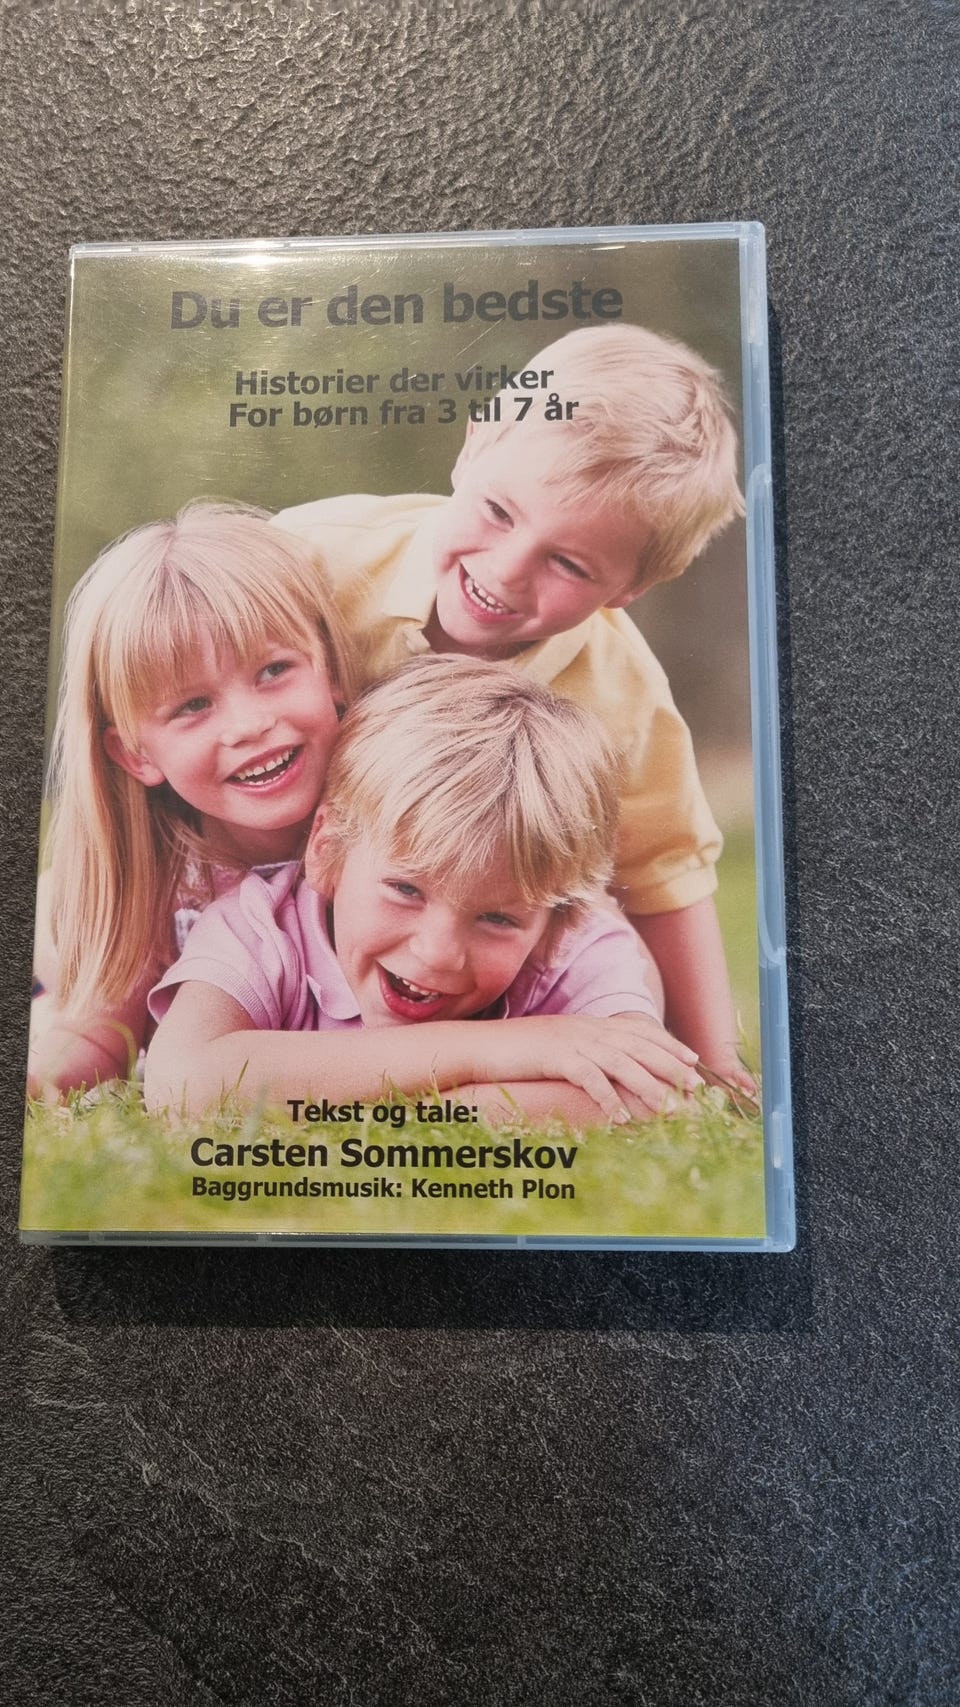 Du er den bedste
Historier der virker
For børn fra 3 til 7 år
Tekst og tale:
Carsten Sommerskov
Baggrundsmusik: Kenneth Plon